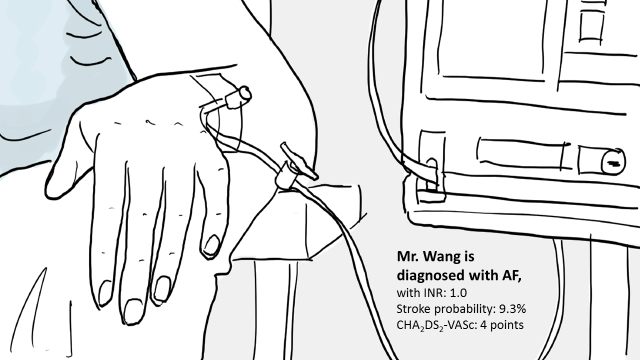 Mr. Wang is
diagnosed with AF,
with INR: 1.0
Stroke probability: 9.3%
CHA₂DS₂-VASc: 4 points